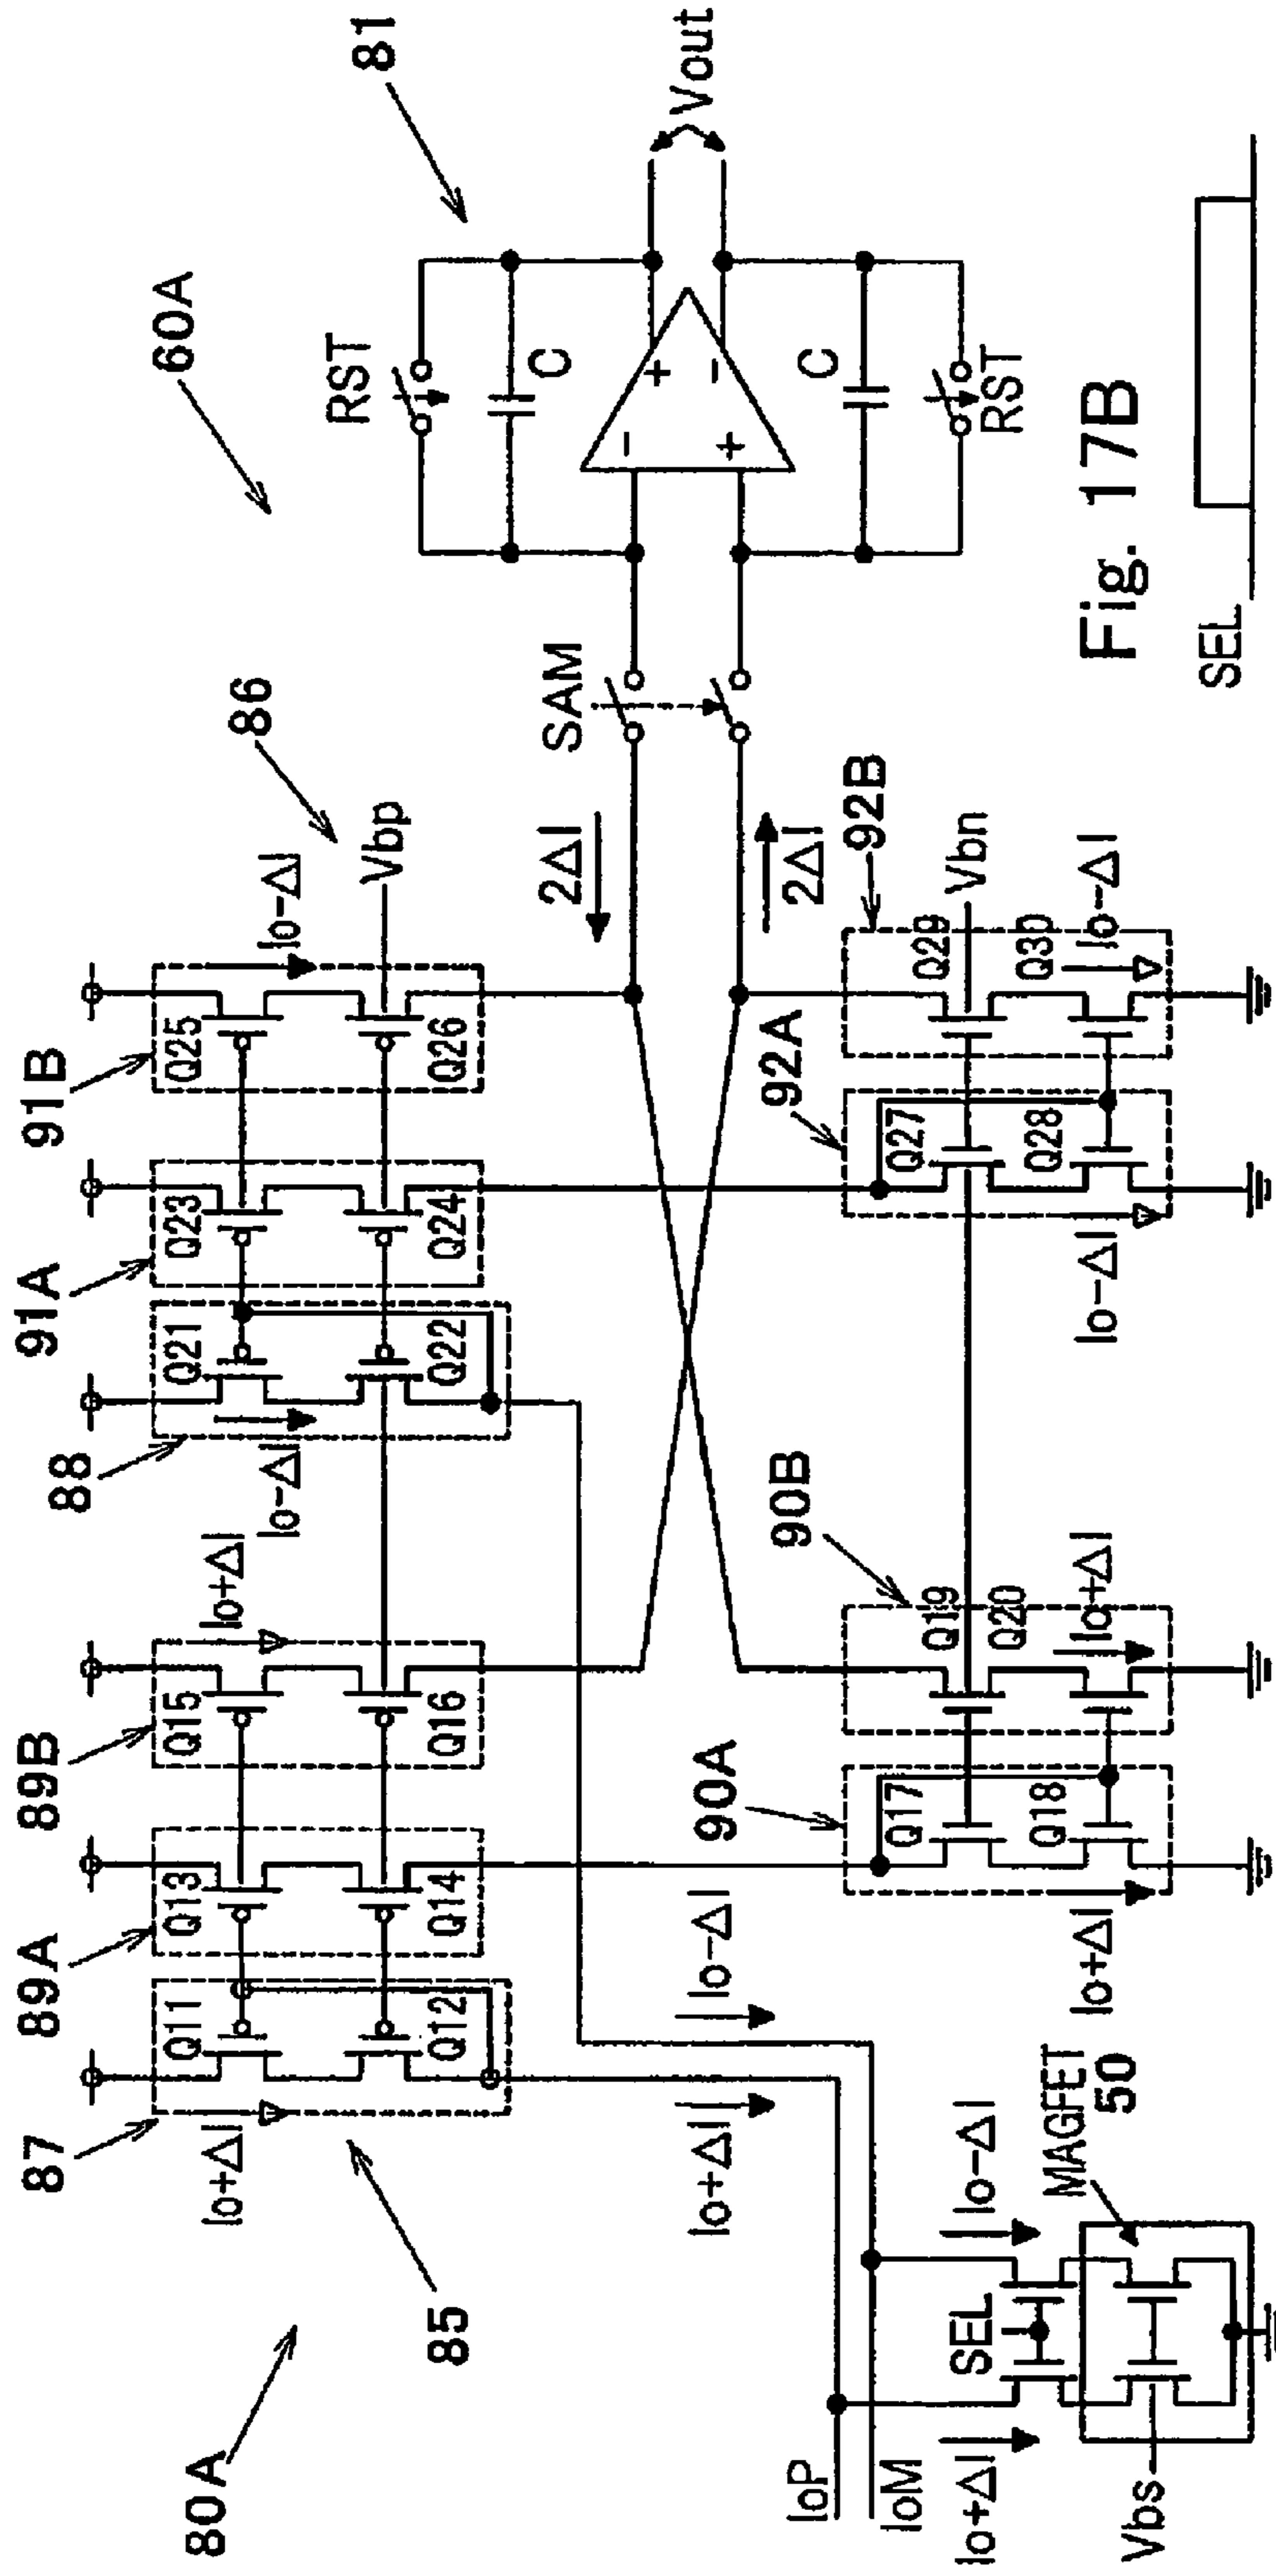 80A
85
60A
81
87
89A
89B
88
91A
91B
86
Io+ΔI
Q11
Q13
Q15
Io+ΔI
Q21
Q23
Q25
Io-ΔI
Q12
Q14
Q16
Io-ΔI
Q22
Q24
Q26
Vbp
RST
C
2ΔI
SAM
-
+
Vout
+
-
2ΔI
C
RST
Io+ΔI
Io-ΔI
90A
90B
92A
92B
Q17
Q19
Q27
Q29
Vbn
Q18
Q20
Q28
Q30
Io+ΔI
Io+ΔI
Io-ΔI
Io-ΔI
IoP
IoM
Io+ΔI
SEL
Io-ΔI
MAGFET
50
Vbs
Fig. 17B
SEL